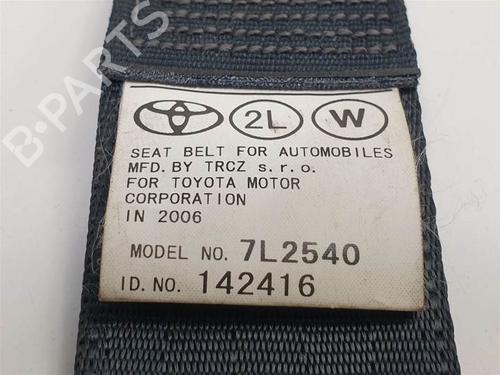 2L W
SEAT BELT FOR AUTOMOBILES
MFD. BY TRCZ s. r. o.
FOR TOYOTA MOTOR
CORPORATION
IN 2006
MODEL NO. 7L2540
ID. NO. 142416
B-PARTS